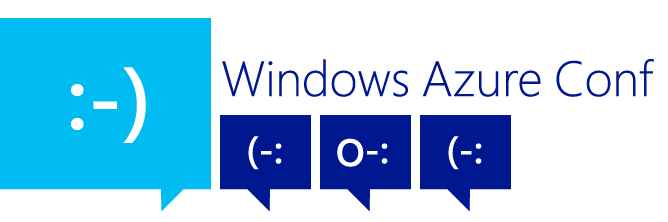 :-)
Windows Azure Conf
(-: o-: (-: